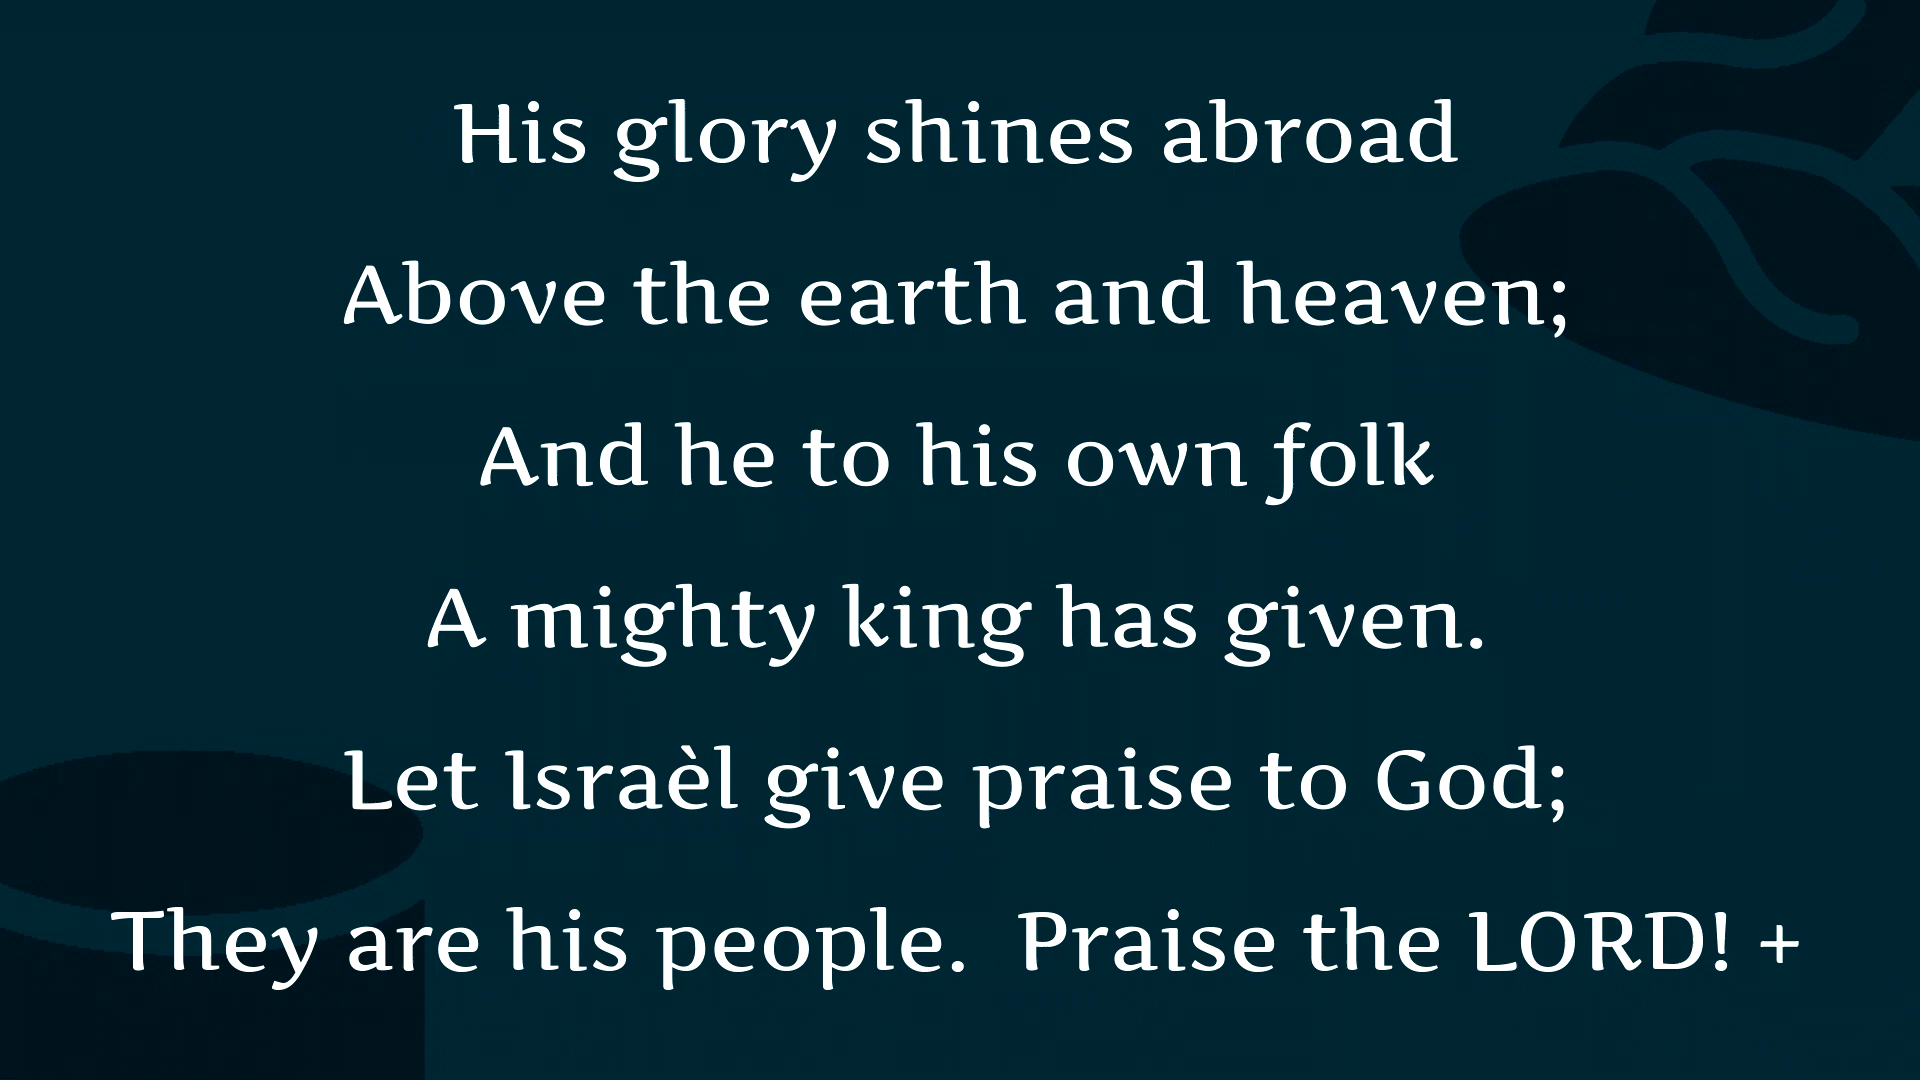 His glory shines abroad
Above the earth and heaven;
And he to his own folk
A mighty king has given.
Let Israèl give praise to God;
They are his people.  Praise the LORD! +